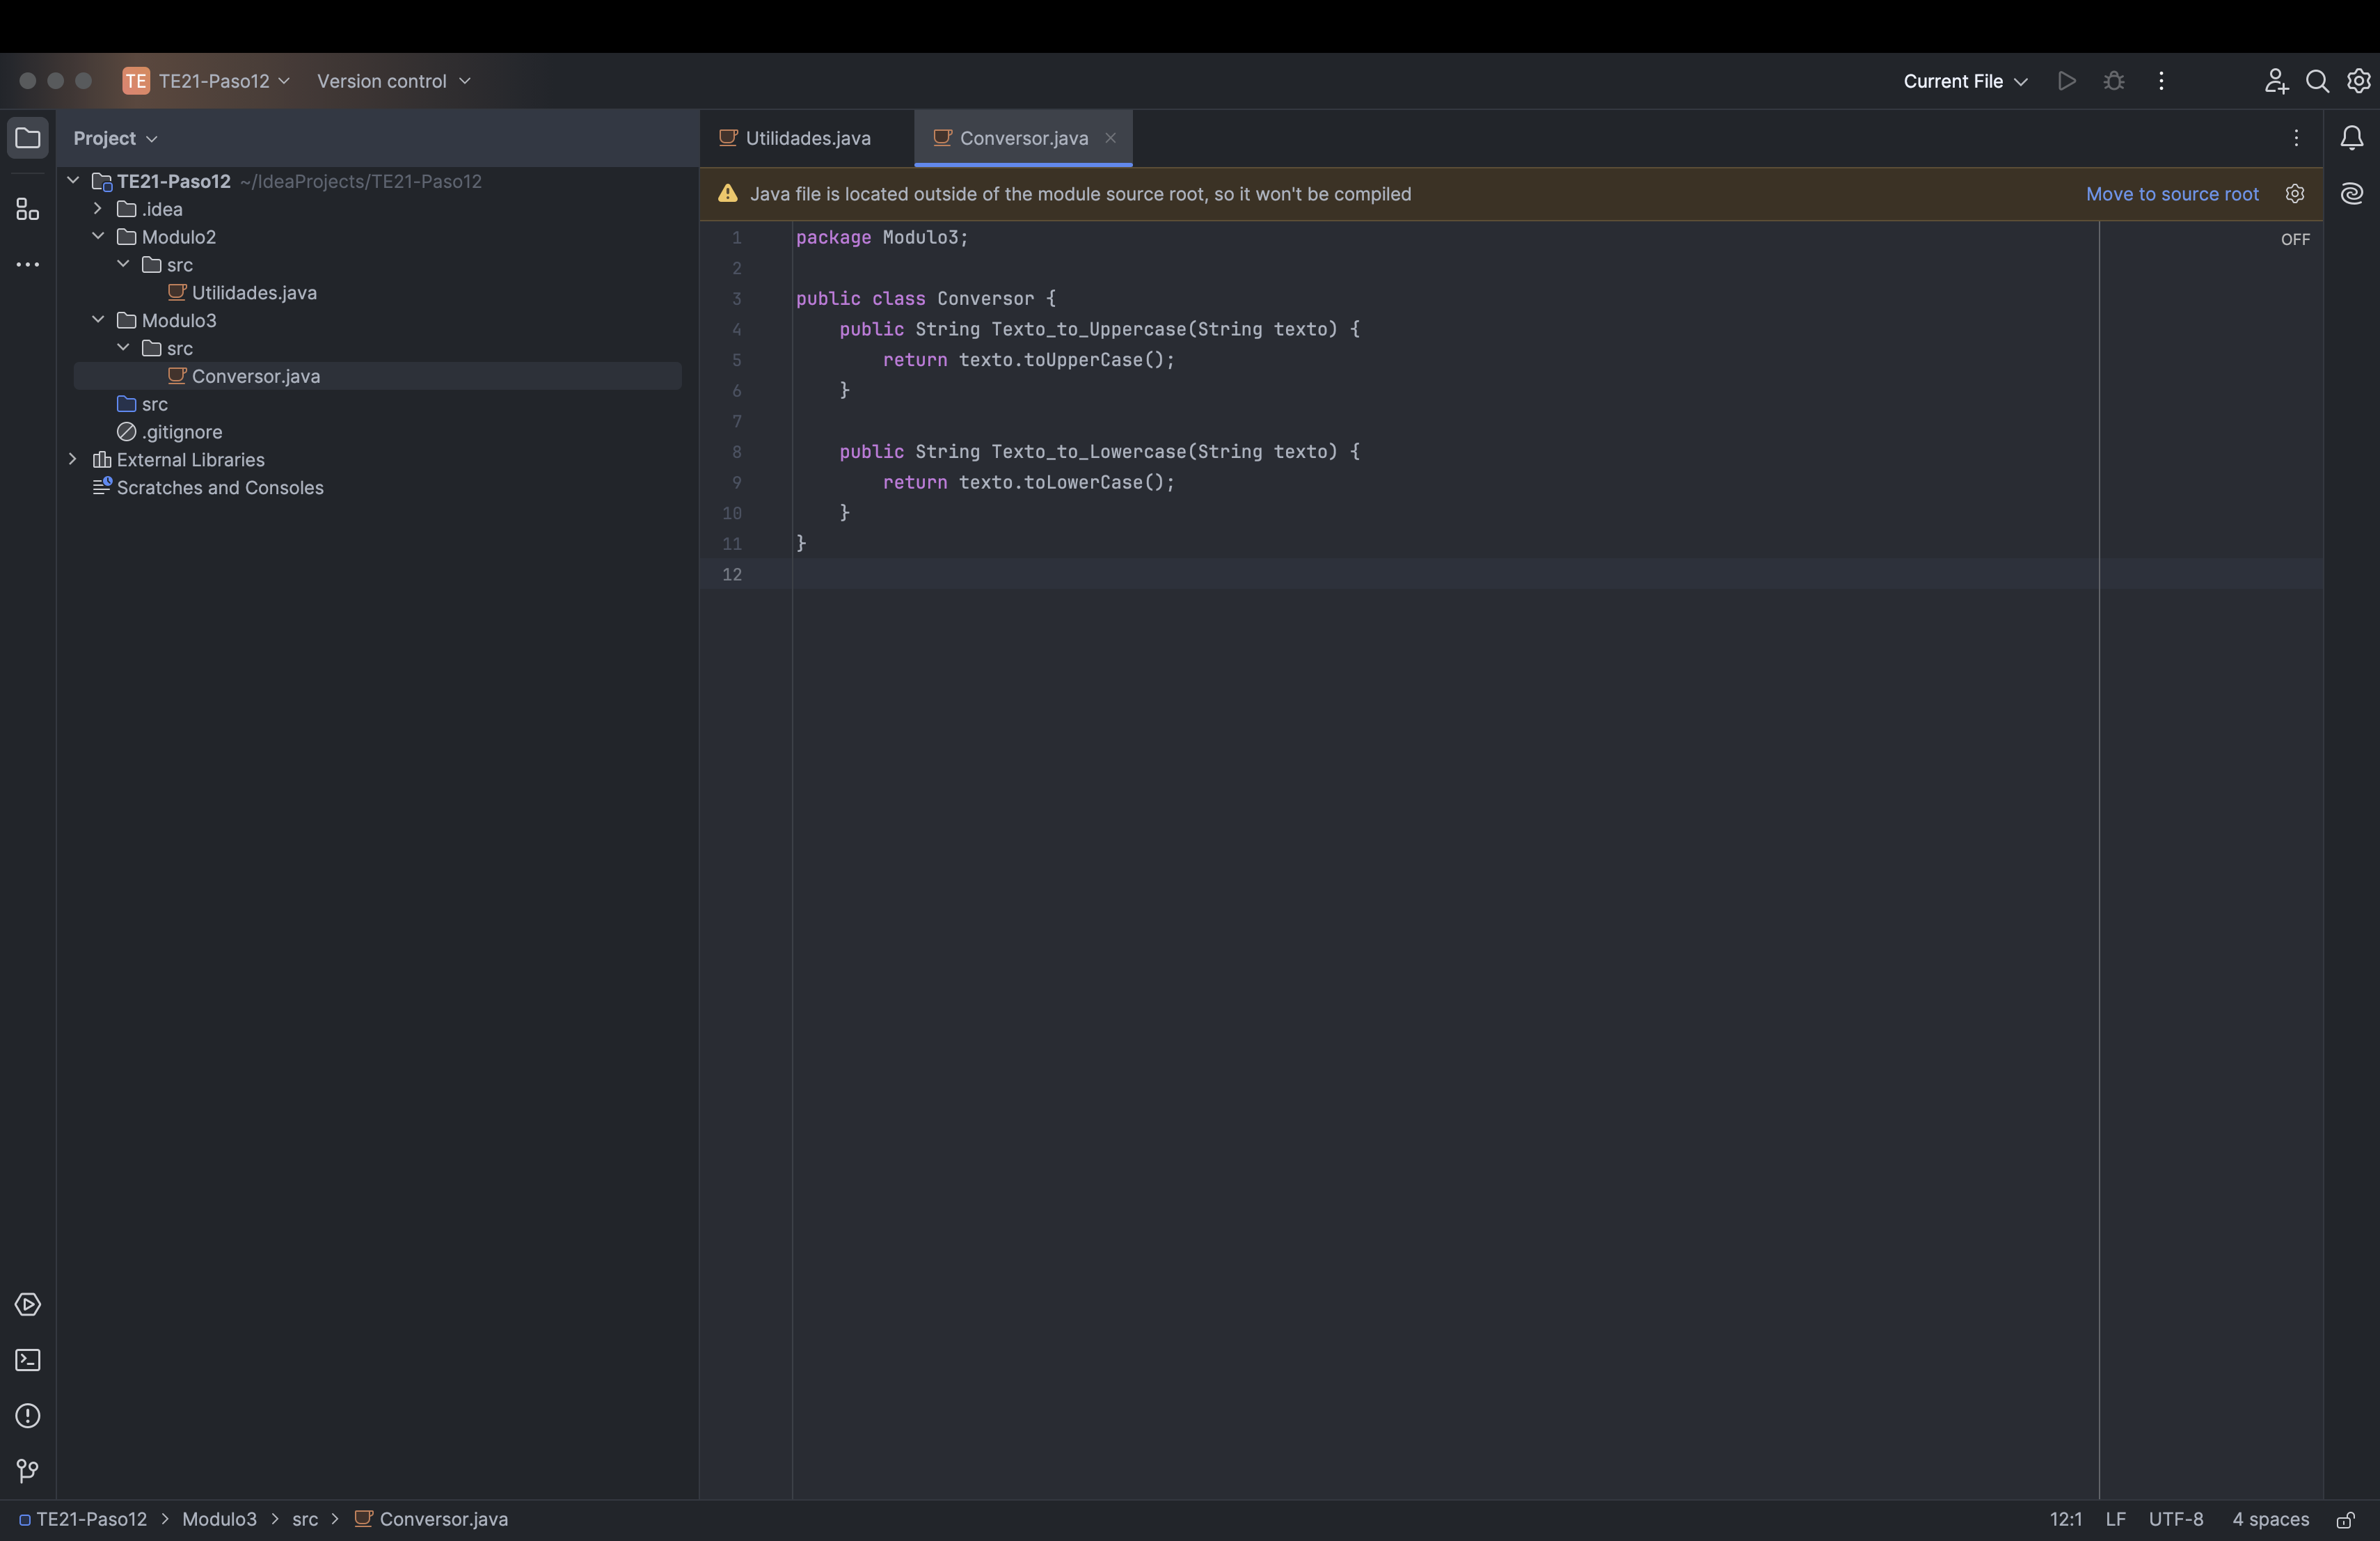 TE TE21-Paso12 Version control Current File
Project
Utilidades.java Conversor.java
TE21-Paso12 ~/IdeaProjects/TE21-Paso12
.idea
Modulo2
src
Utilidades.java
Modulo3
src
Conversor.java
src
.gitignore
External Libraries
Scratches and Consoles
Java file is located outside of the module source root, so it won't be compiled Move to source root
OFF
1 package Modulo3;
2
3 public class Conversor {
4 public String Texto_to_Uppercase(String texto) {
5 return texto.toUpperCase();
6 }
7
8 public String Texto_to_Lowercase(String texto) {
9 return texto.toLowerCase();
10 }
11 }
12
TE21-Paso12 > Modulo3 > src > Conversor.java 12:1 LF UTF-8 4 spaces